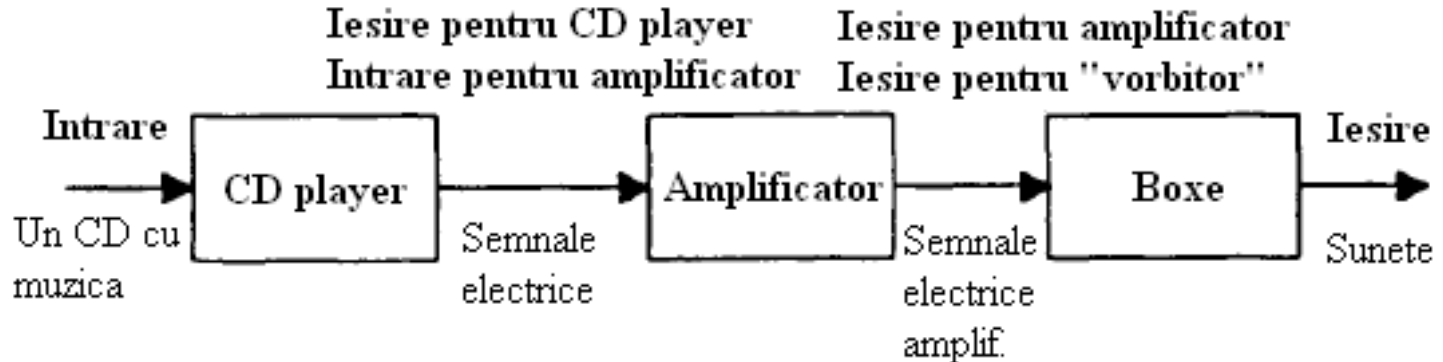 Iesire pentru CD player
Intrare pentru amplificator
Iesire pentru amplificator
Iesire pentru "vorbitor"
Intrare
CD player
Amplificator
Boxe
Iesire
Un CD cu
muzica
Semnale
electrice
Semnale
electrice
amplif.
Sunete